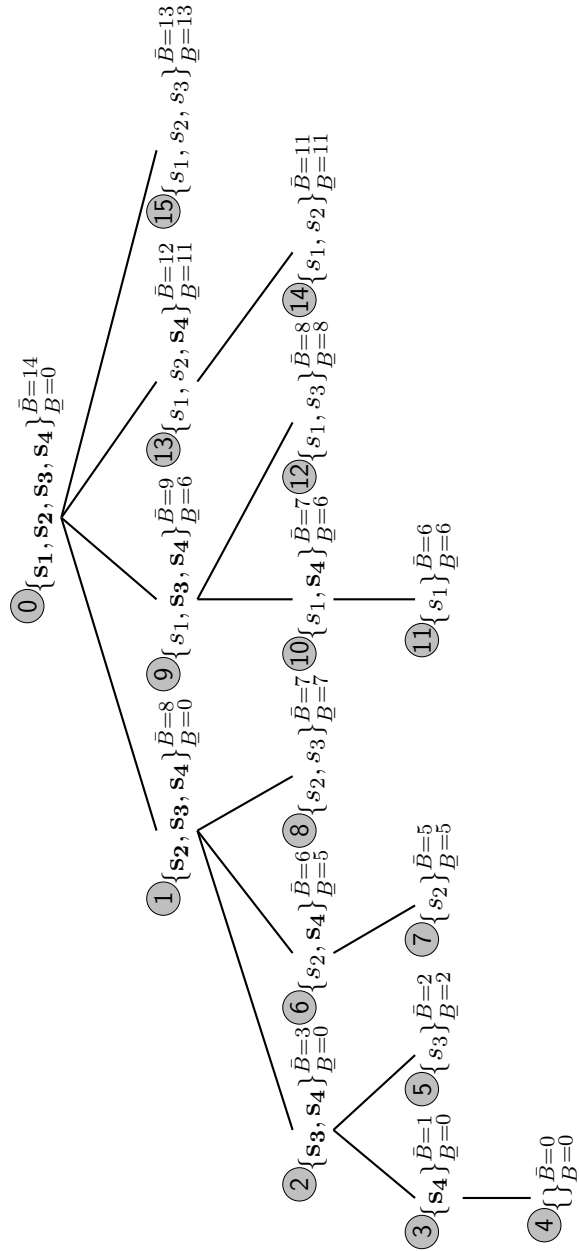 0 {s₁, s₂, s₃, s₄} B̄=14 B̲=0
1 {s₂, s₃, s₄} B̄=8 B̲=0
9 {s₁, s₃, s₄} B̄=9 B̲=6
13 {s₁, s₂, s₄} B̄=12 B̲=11
15 {s₁, s₂, s₃} B̄=13 B̲=13
2 {s₃, s₄} B̄=3 B̲=0
6 {s₂, s₄} B̄=6 B̲=5
8 {s₂, s₃} B̄=7 B̲=7
10 {s₁, s₄} B̄=7 B̲=6
12 {s₁, s₃} B̄=8 B̲=8
14 {s₁, s₂} B̄=11 B̲=11
3 {s₄} B̄=1 B̲=0
5 {s₃} B̄=2 B̲=2
7 {s₂} B̄=5 B̲=5
11 {s₁} B̄=6 B̲=6
4 {} B̄=0 B̲=0